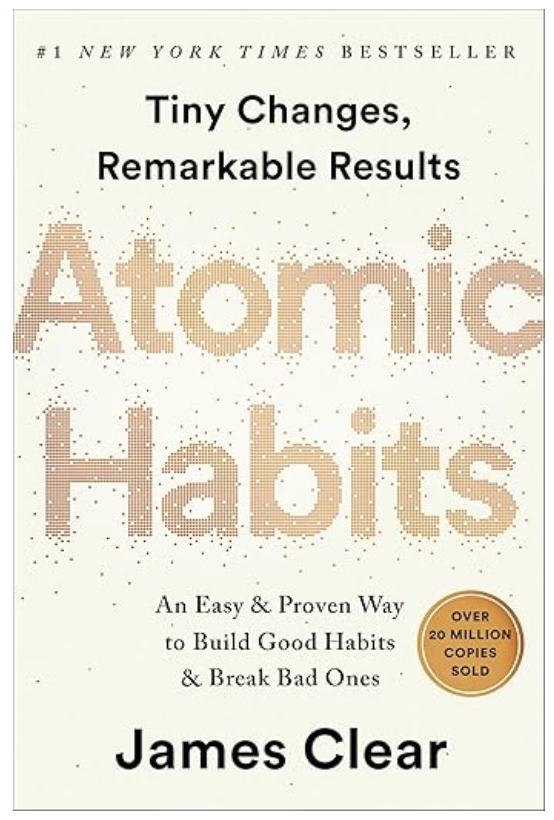 #1 NEW YORK TIMES BESTSELLER
Tiny Changes,
Remarkable Results
Atomic
Habits
An Easy & Proven Way
to Build Good Habits
& Break Bad Ones
OVER
20 MILLION
COPIES
SOLD
James Clear